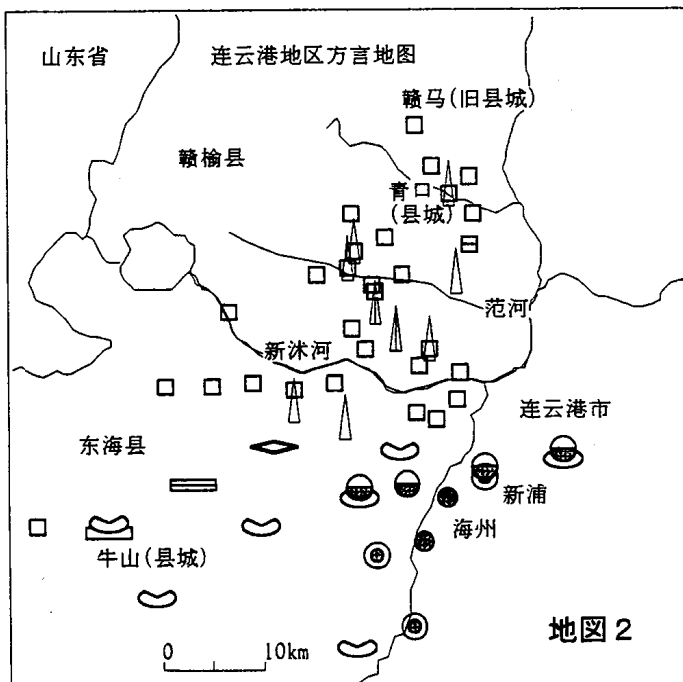 山东省
连云港地区方言地图
赣马(旧县城)
赣榆县
青口
(县城)
范河
新沭河
连云港市
东海县
新浦
海州
牛山(县城)
0 10km
地図2